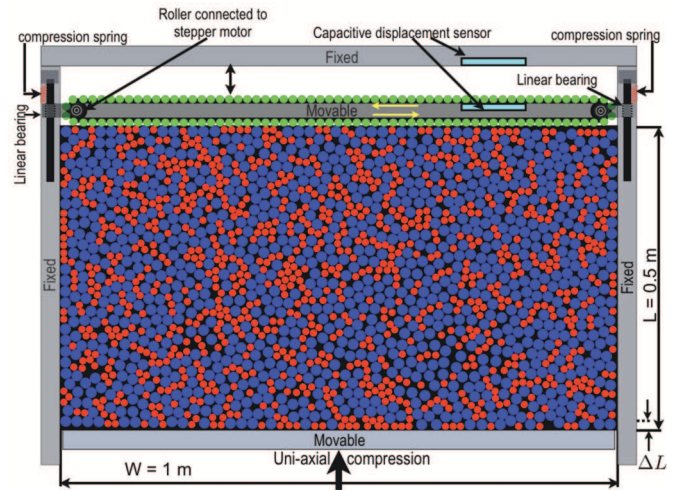 Roller connected to
stepper motor
compression spring
Capacitive displacement sensor
compression spring
Fixed
Linear bearing
Movable
Linear bearing
Fixed
Fixed
L = 0.5 m
Movable
W = 1 m
Uni-axial compression
ΔL